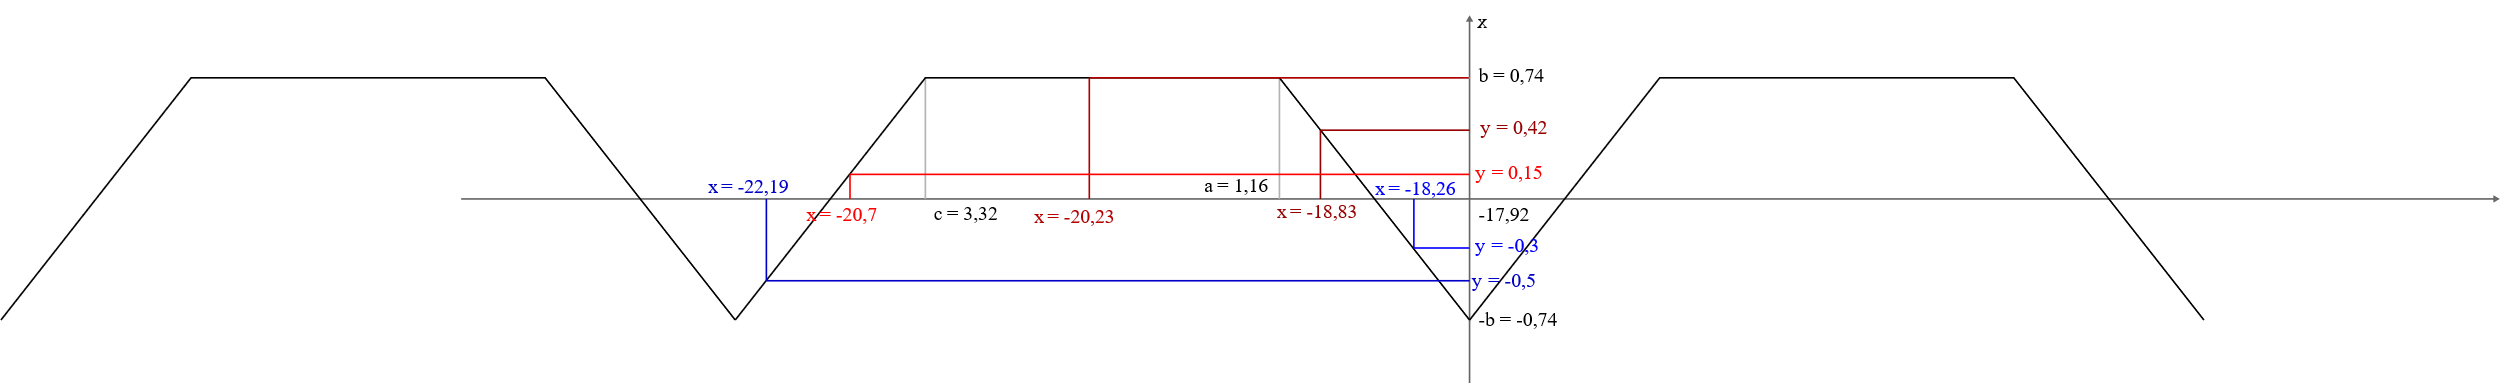 x
b = 0,74
y = 0,42
y = 0,15
x = -22,19
a = 1,16
x = -18,26
x = -20,7
c = 3,32
x = -20,23
x = -18,83
-17,92
y = -0,3
y = -0,5
-b = -0,74